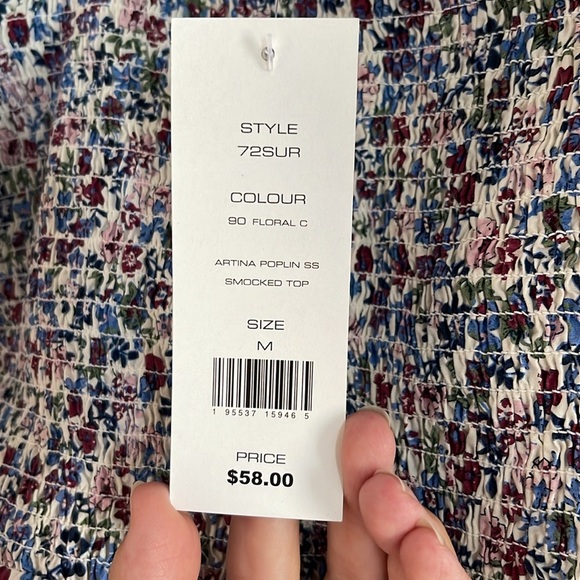 STYLE
72SUR
COLOUR
90 FLORAL C
ARTINA POPLIN SS
SMOCKED TOP
SIZE
M
1 95537 15946 5
PRICE
$58.00